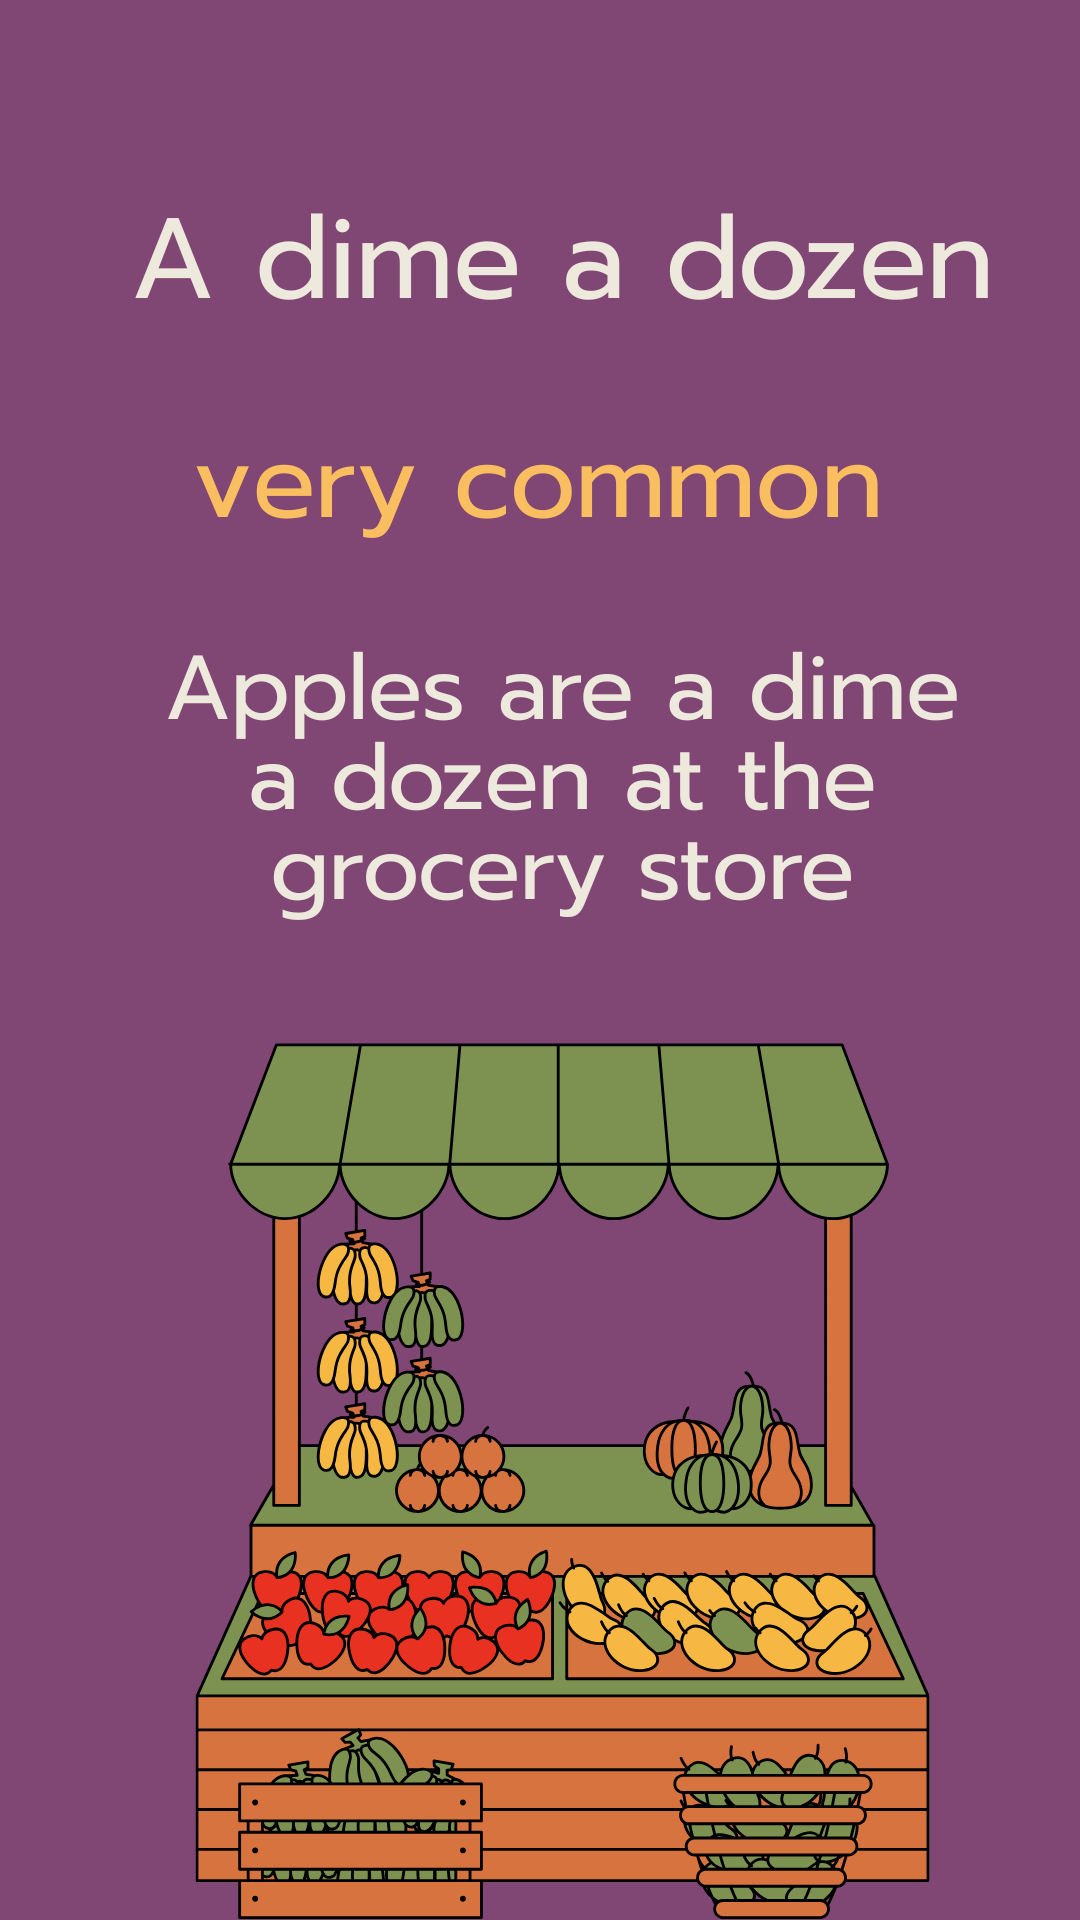 A dime a dozen
very common
Apples are a dime
a dozen at the
grocery store